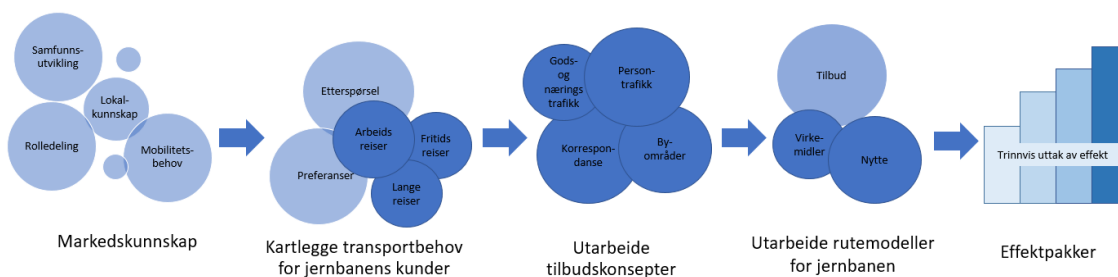 Samfunns-
utvikling
Lokal-
kunnskap
Rolledeling
Mobilitets-
behov
Markedskunnskap
Etterspørsel
Arbeids
reiser
Fritids
reiser
Preferanser
Lange
reiser
Kartlegge transportbehov
for jernbanens kunder
Gods-
og
nærings
trafikk
Person-
trafikk
Korrespon-
danse
By-
områder
Utarbeide
tilbudskonsepter
Tilbud
Virke-
midler
Nytte
Utarbeide rutemodeller
for jernbanen
Trinnvis uttak av effekt
Effektpakker